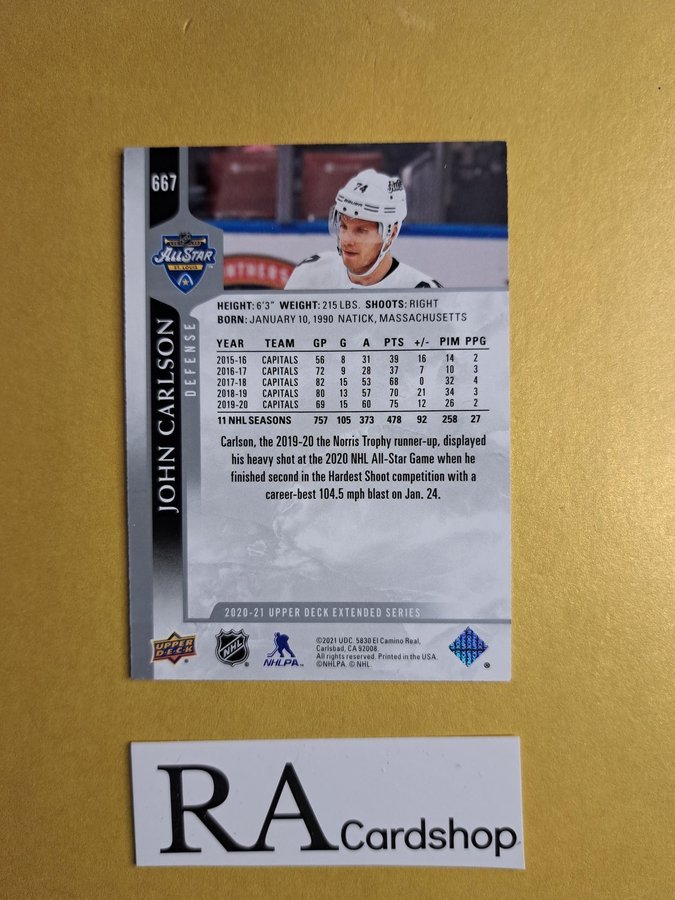 667
74
BAUER
ALL STAR
ST. LOUIS
NTHERS
JOHN CARLSON
DEFENSE
HEIGHT: 6'3" WEIGHT: 215 LBS. SHOOTS: RIGHT
BORN: JANUARY 10, 1990 NATICK, MASSACHUSETTS
YEAR TEAM GP G A PTS +/- PIM PPG
2015-16 CAPITALS 56 8 31 39 16 14 2
2016-17 CAPITALS 72 9 28 37 7 10 3
2017-18 CAPITALS 82 15 53 68 0 32 4
2018-19 CAPITALS 80 13 57 70 21 34 3
2019-20 CAPITALS 69 15 60 75 12 26 2
11 NHL SEASONS 757 105 373 478 92 258 27
Carlson, the 2019-20 the Norris Trophy runner-up, displayed
his heavy shot at the 2020 NHL All-Star Game when he
finished second in the Hardest Shoot competition with a
career-best 104.5 mph blast on Jan. 24.
2020-21 UPPER DECK EXTENDED SERIES
UPPER DECK
NHL
NHLPA
©2021 UDC. 5830 El Camino Real,
Carlsbad, CA 92008.
All rights reserved. Printed in the USA.
©NHLPA. © NHL.
®
RA Cardshop